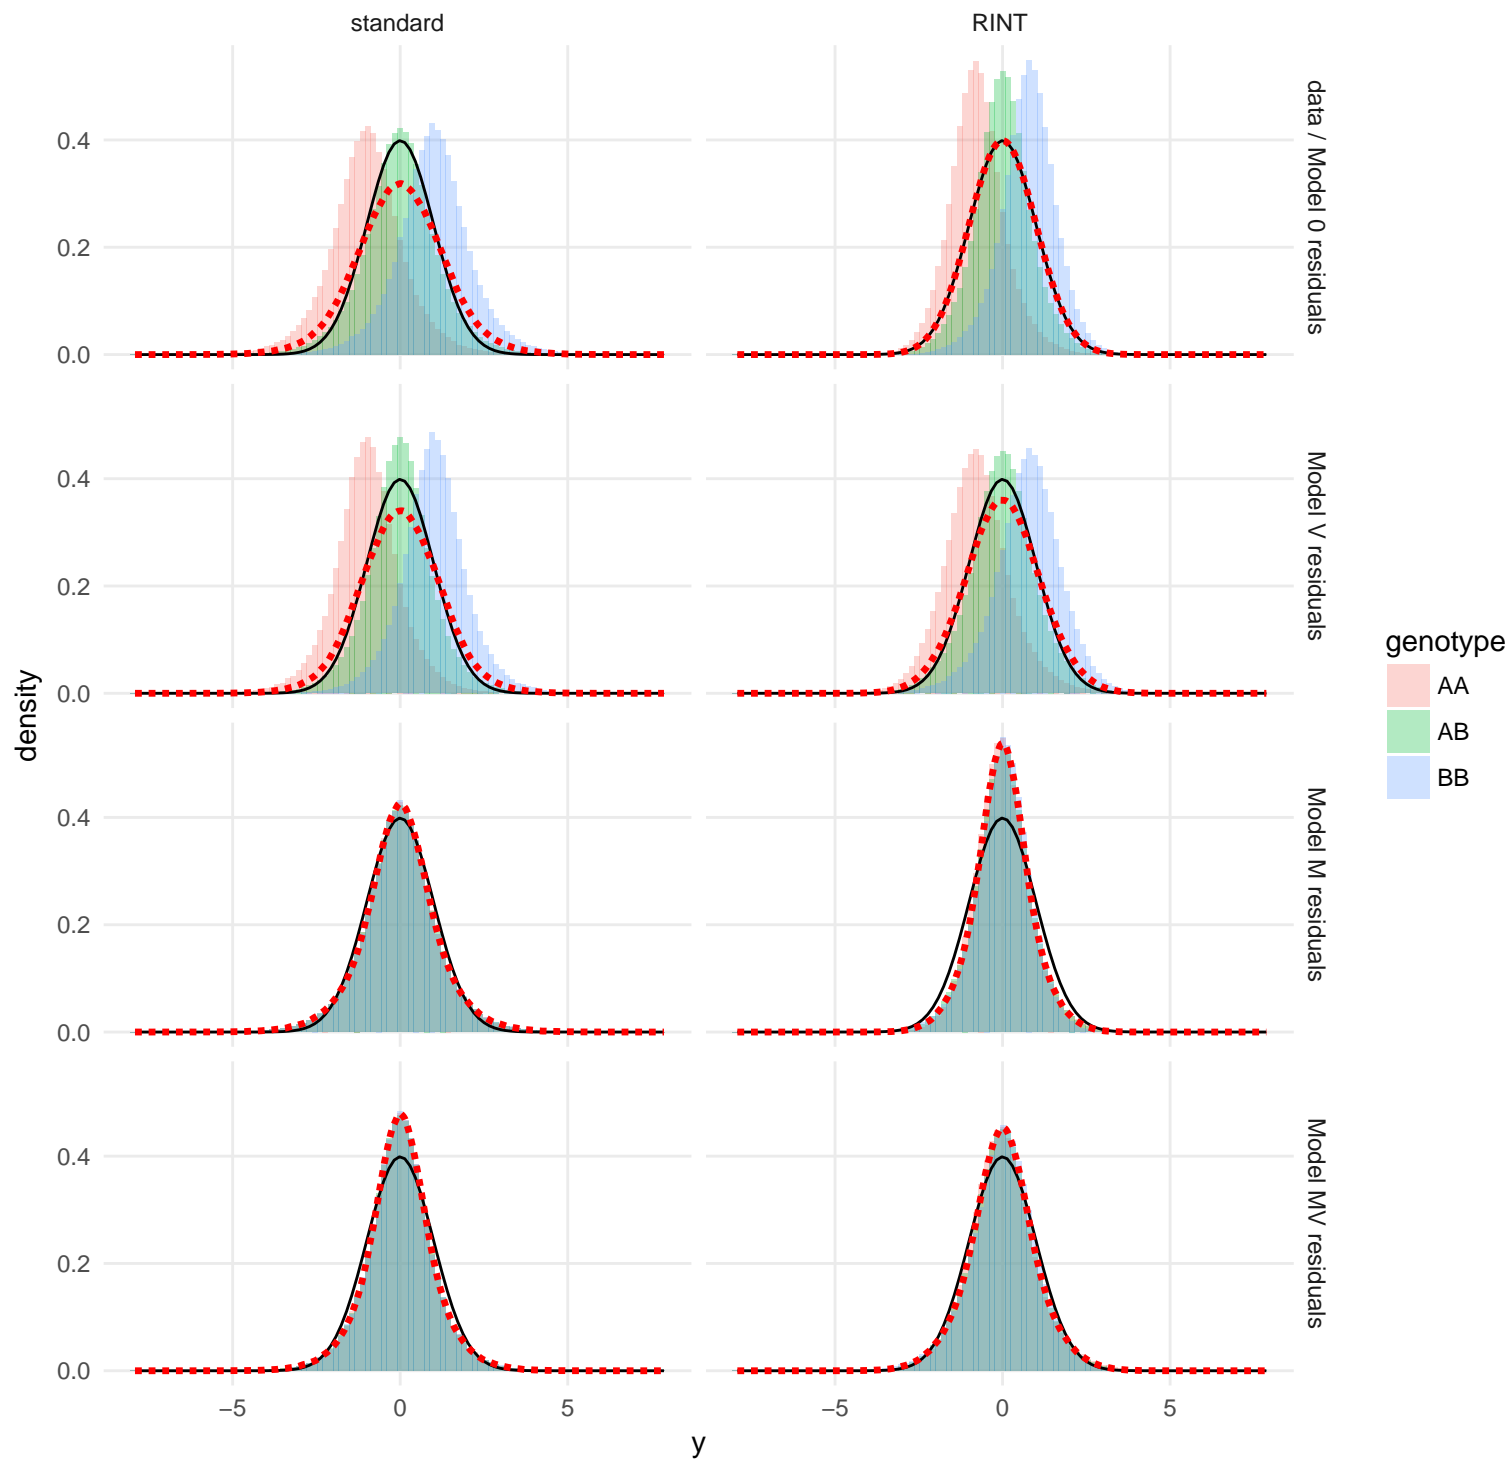 standard
RINT
0.4
0.2
0.0
data / Model 0 residuals
0.4
0.2
0.0
Model V residuals
0.4
0.2
0.0
Model M residuals
0.4
0.2
0.0
Model MV residuals
density
−5
0
5
−5
0
5
y
genotype
AA
AB
BB